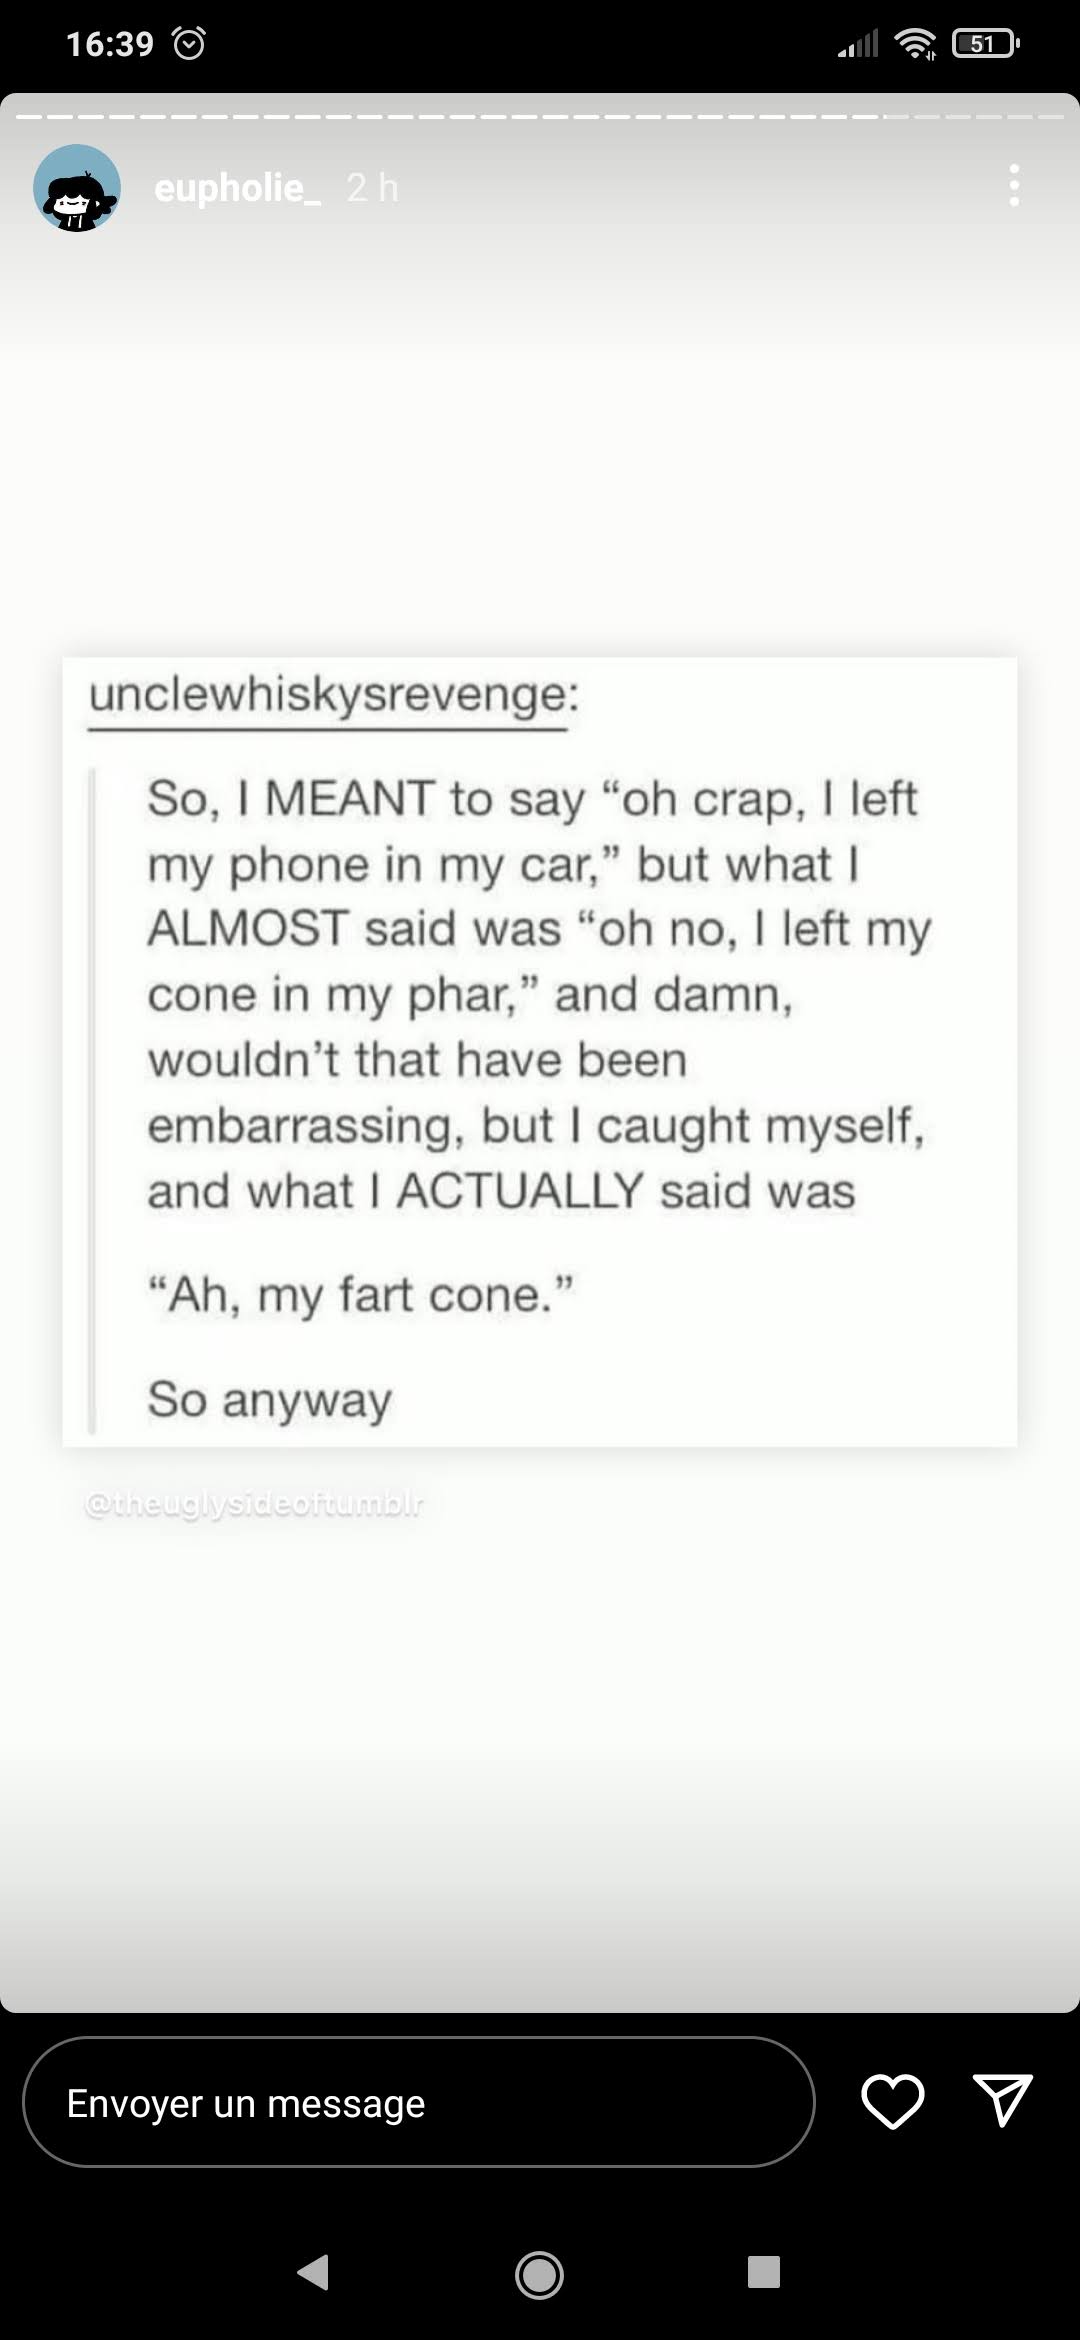 16:39
51
eupholie_ 2 h
unclewhiskysrevenge:
So, I MEANT to say “oh crap, I left
my phone in my car,” but what I
ALMOST said was “oh no, I left my
cone in my phar,” and damn,
wouldn’t that have been
embarrassing, but I caught myself,
and what I ACTUALLY said was
“Ah, my fart cone.”
So anyway
@theuglysideoftumblr
Envoyer un message